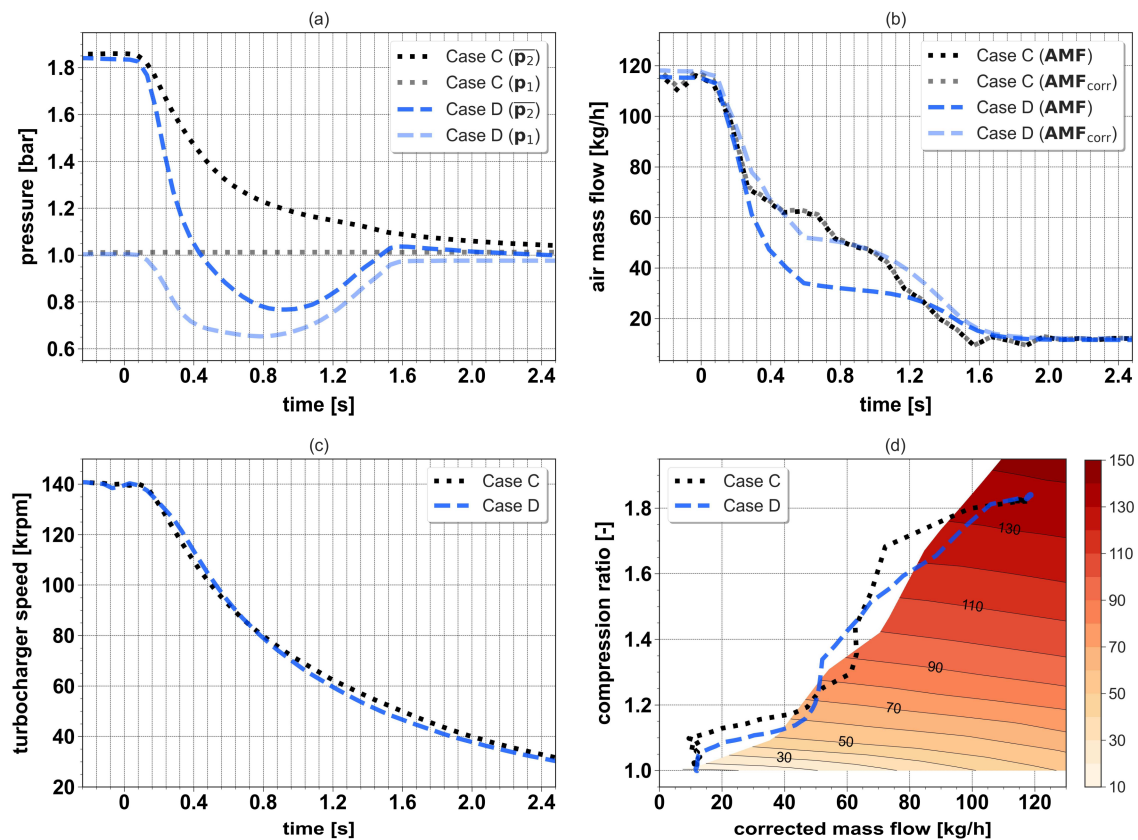 (a)
pressure [bar]
1.8
1.6
1.4
1.2
1.0
0.8
0.6
0
0.4
0.8
1.2
1.6
2.0
2.4
time [s]
Case C (p2)
Case C (p1)
Case D (p2)
Case D (p1)
(b)
air mass flow [kg/h]
120
100
80
60
40
20
0
0.4
0.8
1.2
1.6
2.0
2.4
time [s]
Case C (AMF)
Case C (AMFcorr)
Case D (AMF)
Case D (AMFcorr)
(c)
turbocharger speed [krpm]
140
120
100
80
60
40
20
0
0.4
0.8
1.2
1.6
2.0
2.4
time [s]
Case C
Case D
(d)
compression ratio [-]
1.8
1.6
1.4
1.2
1.0
0
20
40
60
80
100
120
corrected mass flow [kg/h]
Case C
Case D
130
110
90
70
50
30
150
130
110
90
70
50
30
10